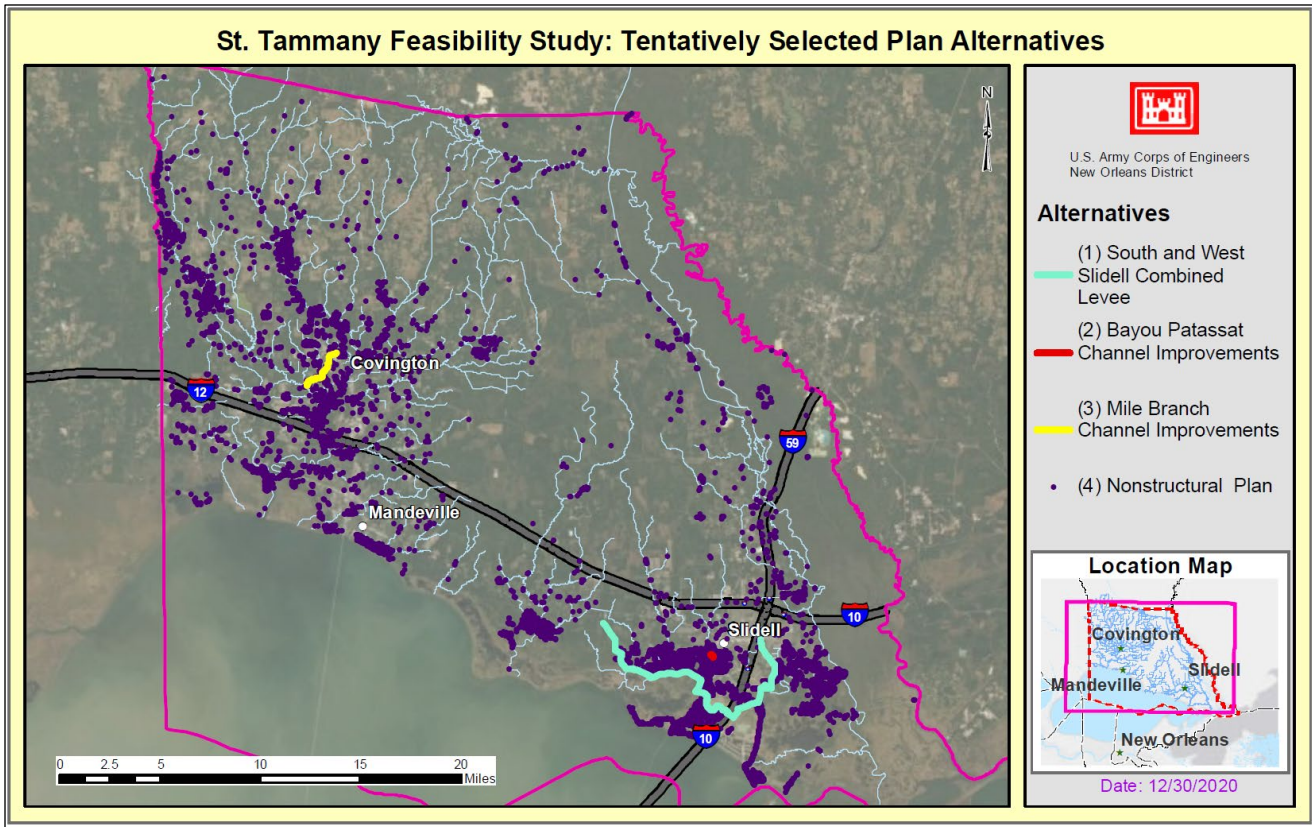 St. Tammany Feasibility Study: Tentatively Selected Plan Alternatives
N
Covington
12
59
Mandeville
10
Slidell
10
0 2.5 5 10 15 20
Miles
U.S. Army Corps of Engineers
New Orleans District
Alternatives
(1) South and West
Slidell Combined
Levee
(2) Bayou Patassat
Channel Improvements
(3) Mile Branch
Channel Improvements
(4) Nonstructural Plan
Location Map
Covington
Slidell
Mandeville
New Orleans
Date: 12/30/2020